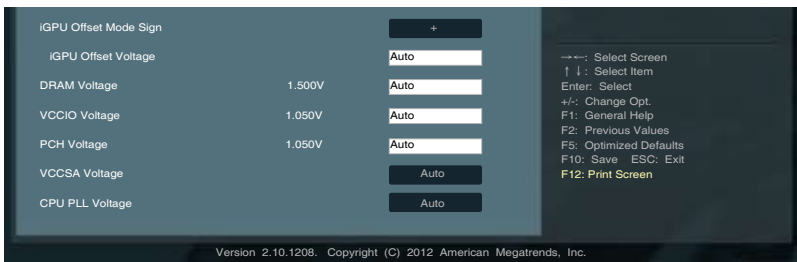 iGPU Offset Mode Sign +
iGPU Offset Voltage Auto
DRAM Voltage 1.500V Auto
VCCIO Voltage 1.050V Auto
PCH Voltage 1.050V Auto
VCCSA Voltage Auto
CPU PLL Voltage Auto
→←: Select Screen
↑↓: Select Item
Enter: Select
+/-: Change Opt.
F1: General Help
F2: Previous Values
F5: Optimized Defaults
F10: Save ESC: Exit
F12: Print Screen
Version 2.10.1208. Copyright (C) 2012 American Megatrends, Inc.